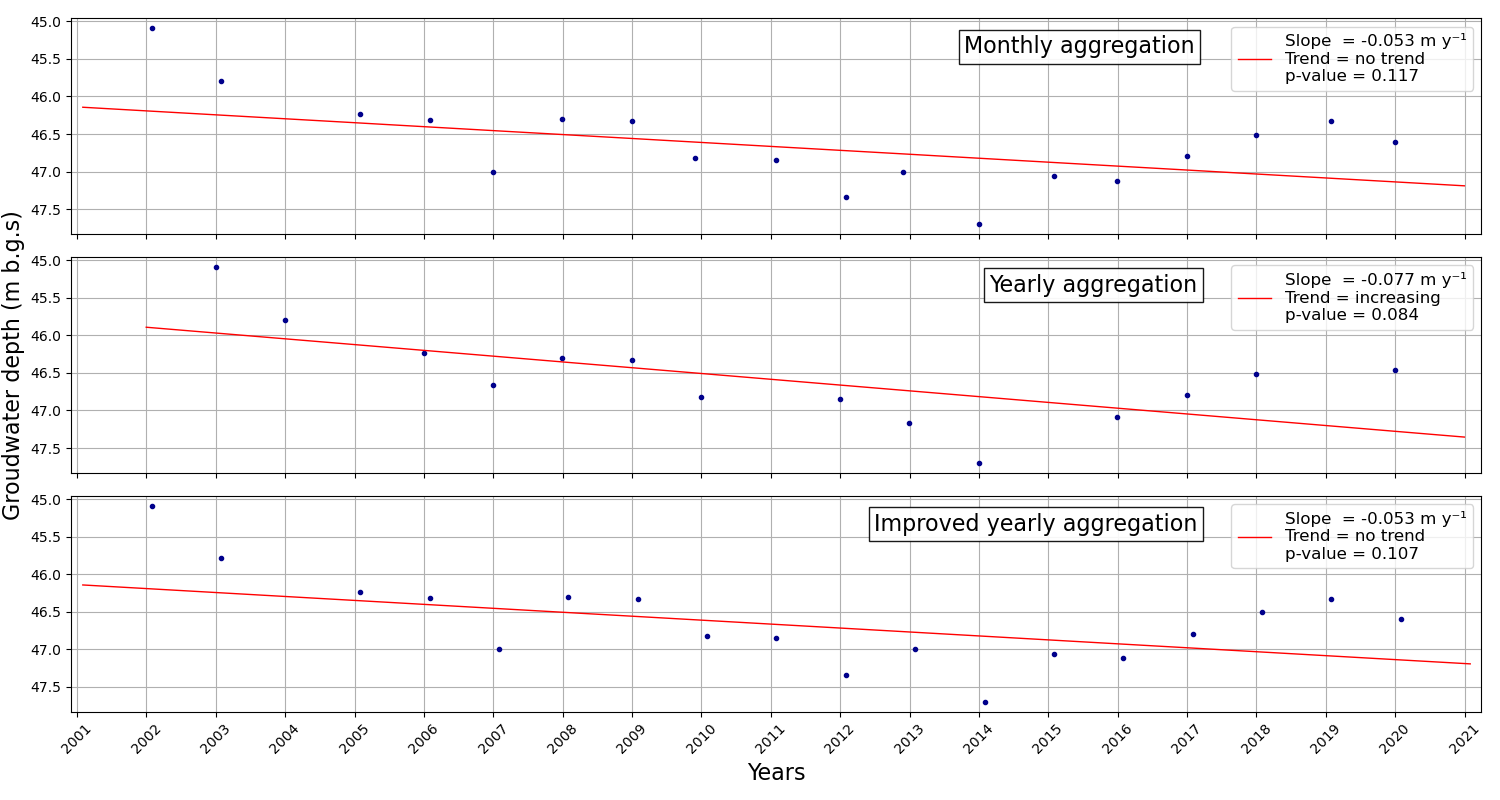 Groudwater depth (m b.g.s)
45.0
45.5
46.0
46.5
47.0
47.5
Monthly aggregation
Slope = -0.053 m y⁻¹
Trend = no trend
p-value = 0.117
45.0
45.5
46.0
46.5
47.0
47.5
Yearly aggregation
Slope = -0.077 m y⁻¹
Trend = increasing
p-value = 0.084
45.0
45.5
46.0
46.5
47.0
47.5
Improved yearly aggregation
Slope = -0.053 m y⁻¹
Trend = no trend
p-value = 0.107
2001 2002 2003 2004 2005 2006 2007 2008 2009 2010 2011 2012 2013 2014 2015 2016 2017 2018 2019 2020 2021
Years